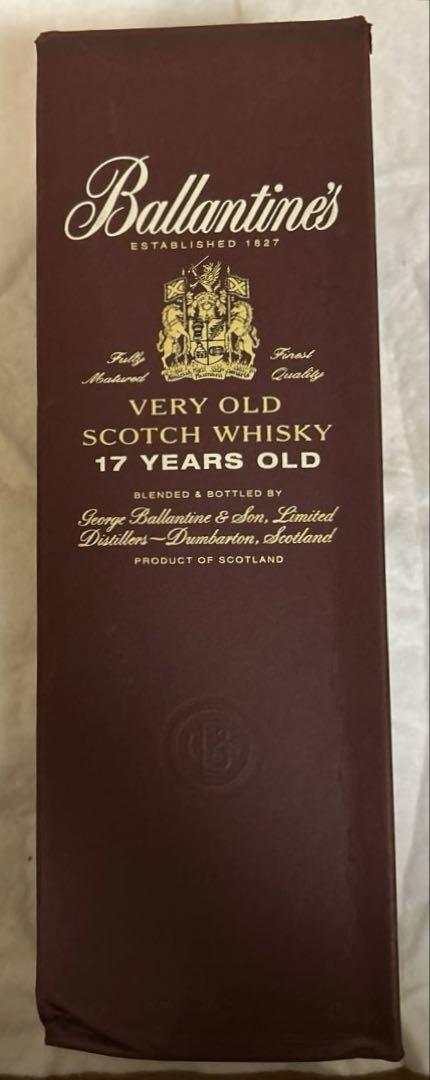 Ballantine's
ESTABLISHED 1827
Fully Finest
Matured Quality
VERY OLD
SCOTCH WHISKY
17 YEARS OLD
BLENDED & BOTTLED BY
George Ballantine & Son, Limited
Distillers—Dumbarton, Scotland
PRODUCT OF SCOTLAND